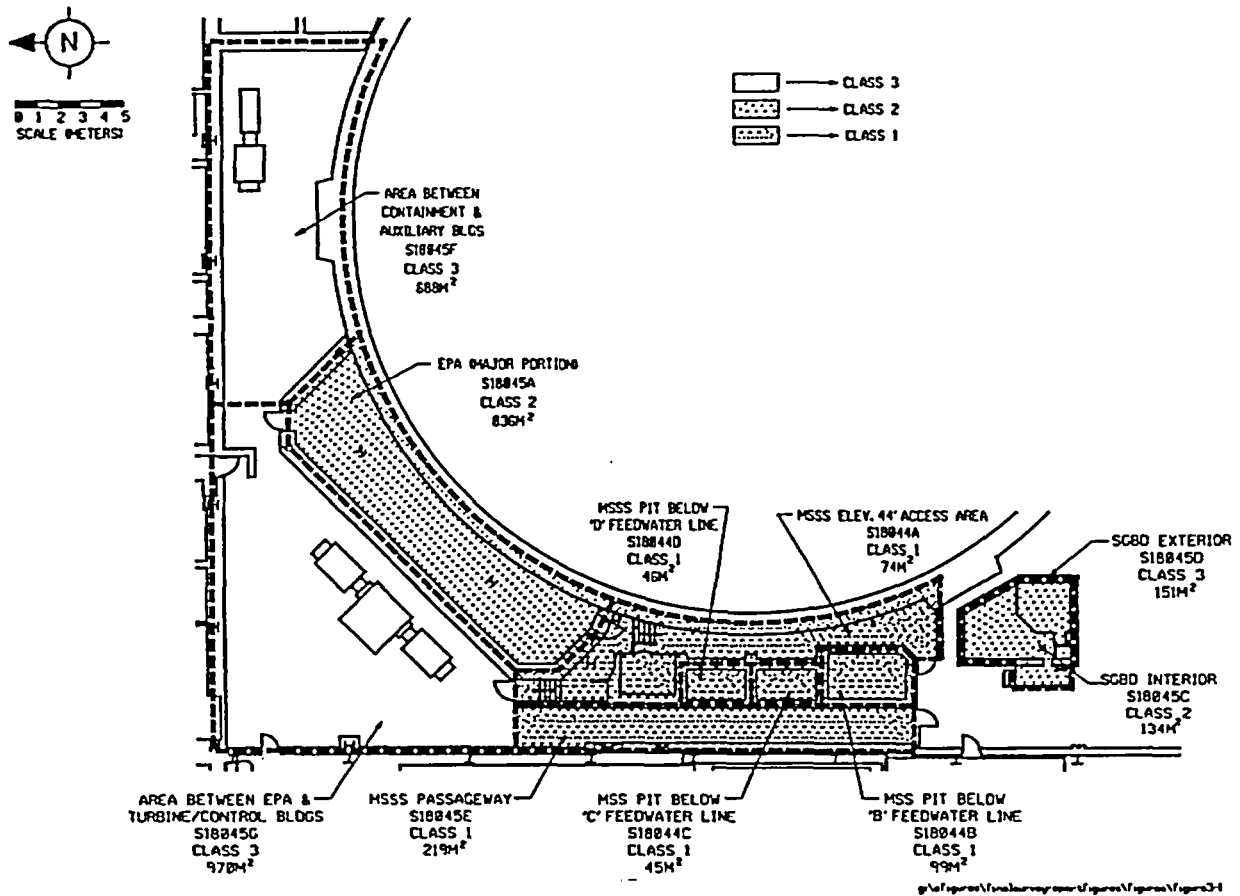 N
0 1 2 3 4 5
SCALE (METERS)
CLASS 3
CLASS 2
CLASS 1
AREA BETWEEN
CONTAINMENT &
AUXILIARY BLGS
S18045F
CLASS 3
688M²
EPA (MAJOR PORTION)
S18045A
CLASS 2
836M²
MSSS PIT BELOW
"D" FEEDWATER LINE
S18044D
CLASS 1
46M²
MSSS ELEV. 44' ACCESS AREA
S18044A
CLASS 1
74M²
SGBD EXTERIOR
S18045D
CLASS 3
151M²
SGBD INTERIOR
S18045C
CLASS 2
134M²
AREA BETWEEN EPA &
TURBINE/CONTROL BLDGS
S18045G
CLASS 3
970M²
MSSS PASSAGEWAY
S18045E
CLASS 1
219M²
MSS PIT BELOW
"C" FEEDWATER LINE
S18044C
CLASS 1
45M²
MSS PIT BELOW
"B" FEEDWATER LINE
S18044B
CLASS 1
99M²